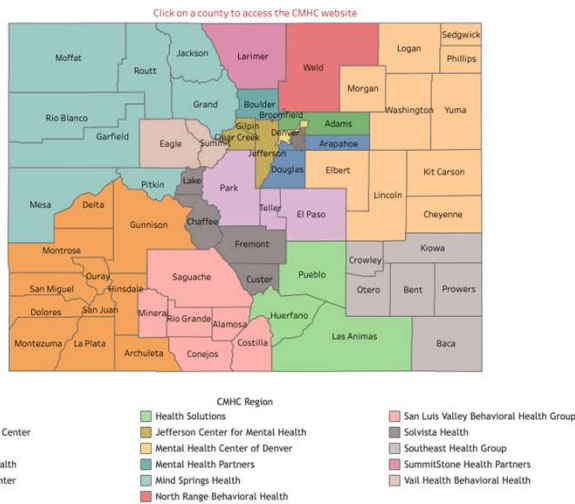 Click on a county to access the CMHC website
Moffat
Routt
Jackson
Larimer
Weld
Logan
Sedgwick
Phillips
Morgan
Washington
Yuma
Rio Blanco
Garfield
Grand
Boulder
Broomfield
Gilpin
Clear Creek
Denver
Adams
Arapahoe
Jefferson
Eagle
Summit
Douglas
Elbert
Kit Carson
Lincoln
Cheyenne
Mesa
Pitkin
Lake
Park
Teller
El Paso
Delta
Gunnison
Chaffee
Fremont
Kiowa
Crowley
Montrose
Ouray
Hinsdale
San Miguel
Saguache
Custer
Pueblo
Otero
Bent
Prowers
Dolores
San Juan
Mineral
Rio Grande
Alamosa
Huerfano
Las Animas
Baca
Montezuma
La Plata
Archuleta
Conejos
Costilla
CMHC Region
Center
alth
nter
Health Solutions
Jefferson Center for Mental Health
Mental Health Center of Denver
Mental Health Partners
Mind Springs Health
North Range Behavioral Health
San Luis Valley Behavioral Health Group
Solvista Health
Southeast Health Group
SummitStone Health Partners
Vail Health Behavioral Health